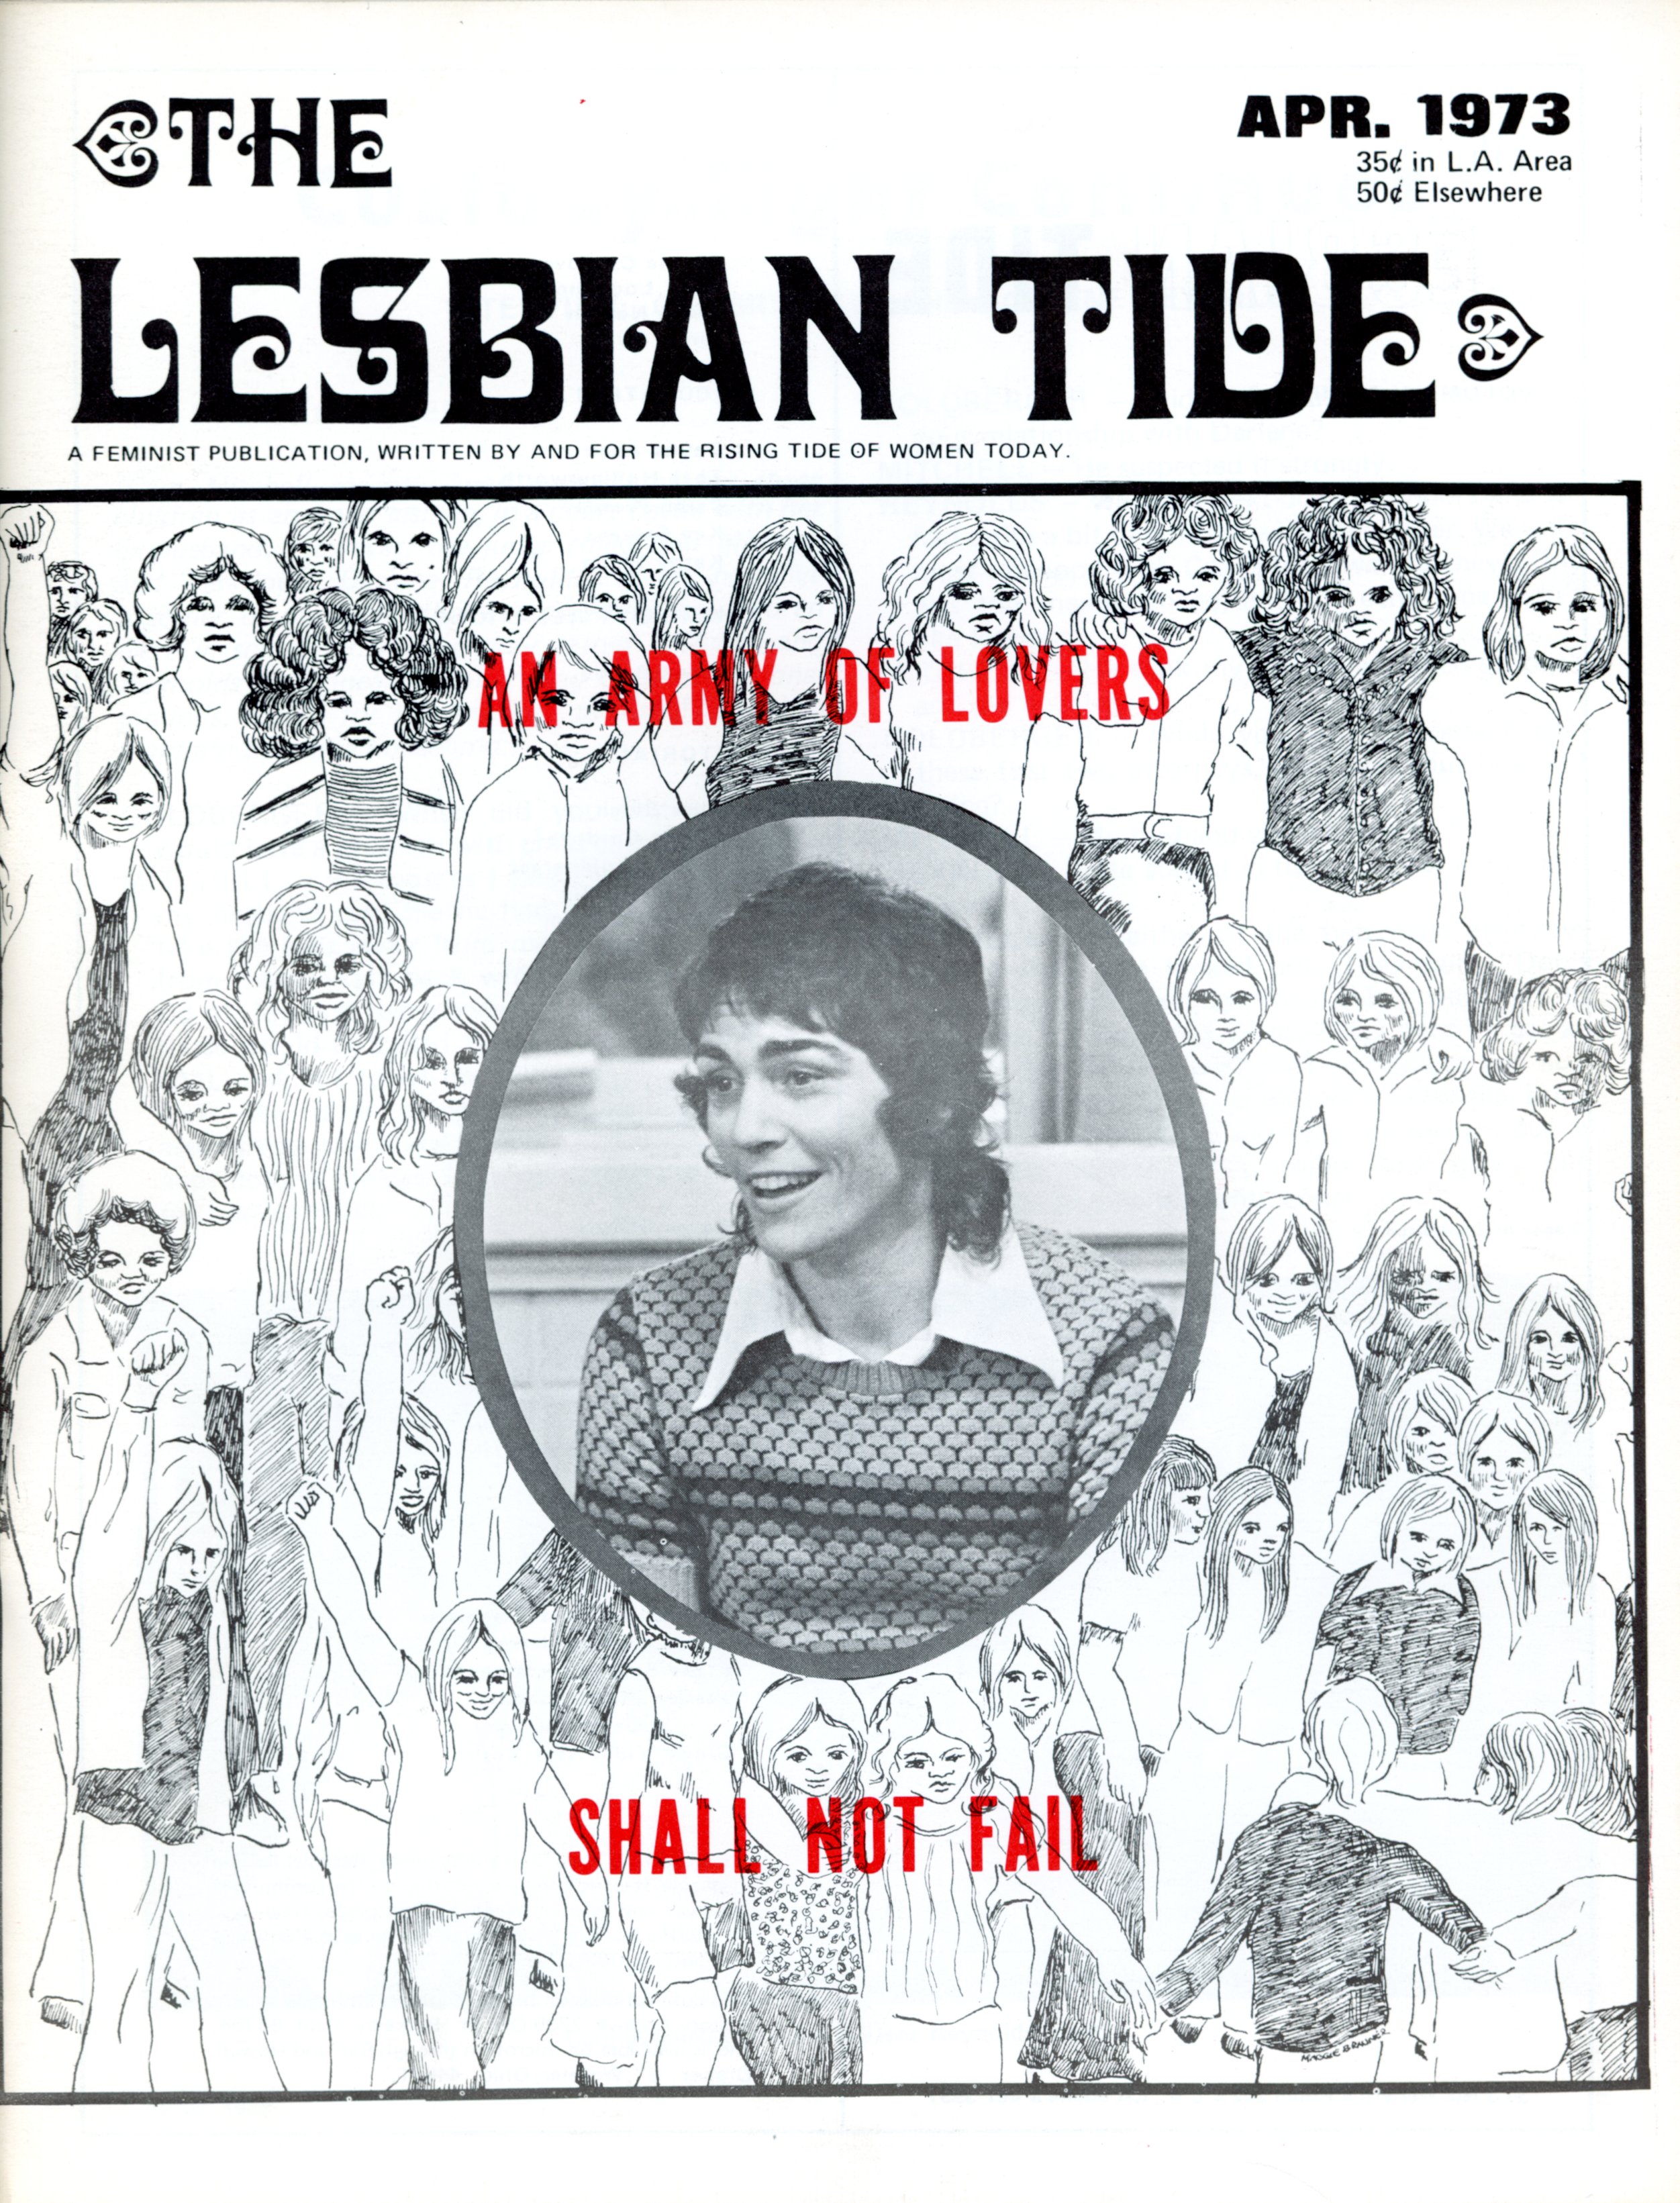 THE
APR. 1973
35¢ in L.A. Area
50¢ Elsewhere
LESBIAN TIDE
A FEMINIST PUBLICATION, WRITTEN BY AND FOR THE RISING TIDE OF WOMEN TODAY.
AN ARMY OF LOVERS
SHALL NOT FAIL